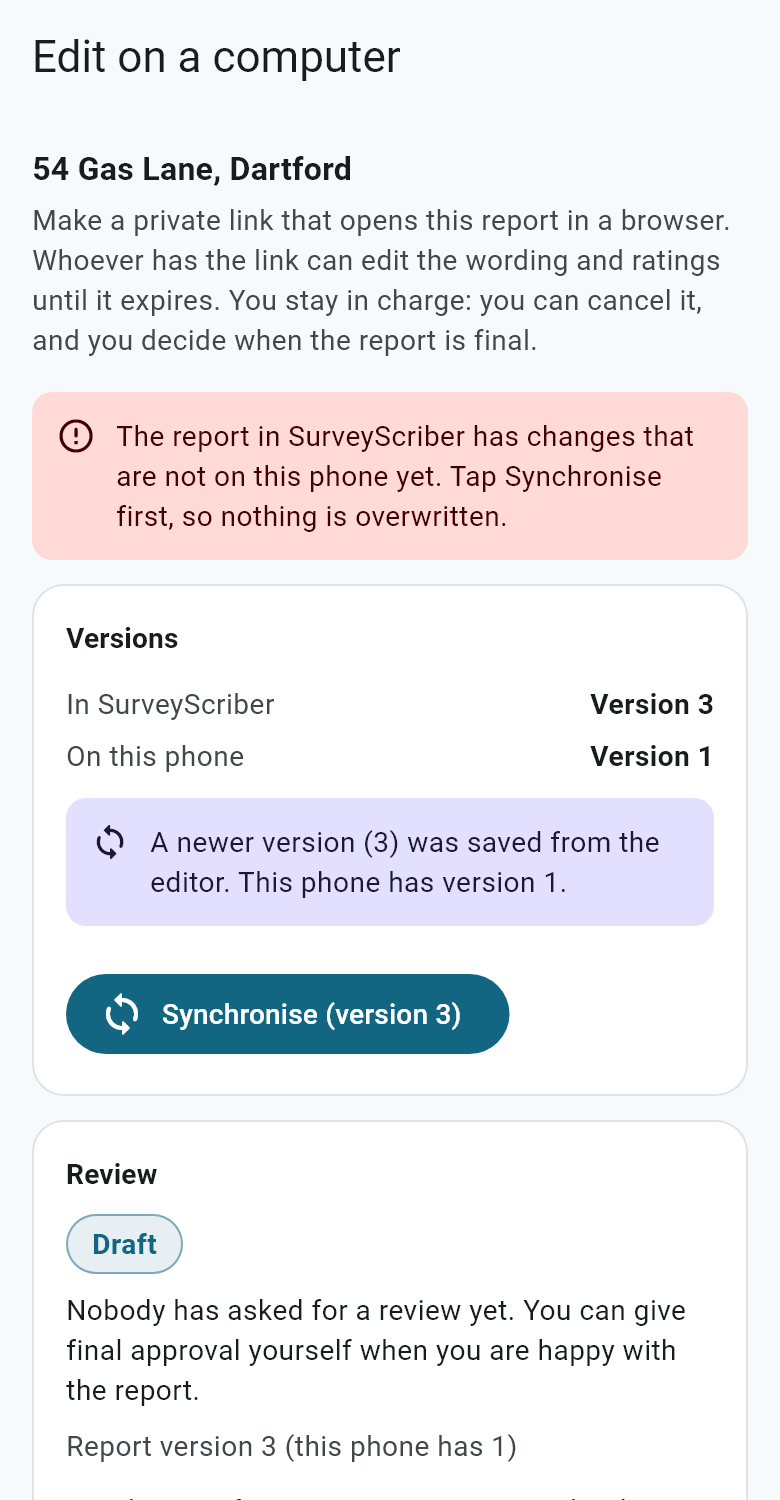 Edit on a computer
54 Gas Lane, Dartford
Make a private link that opens this report in a browser.
Whoever has the link can edit the wording and ratings
until it expires. You stay in charge: you can cancel it,
and you decide when the report is final.
The report in SurveyScriber has changes that
are not on this phone yet. Tap Synchronise
first, so nothing is overwritten.
Versions
In SurveyScriber Version 3
On this phone Version 1
A newer version (3) was saved from the
editor. This phone has version 1.
Synchronise (version 3)
Review
Draft
Nobody has asked for a review yet. You can give
final approval yourself when you are happy with
the report.
Report version 3 (this phone has 1)